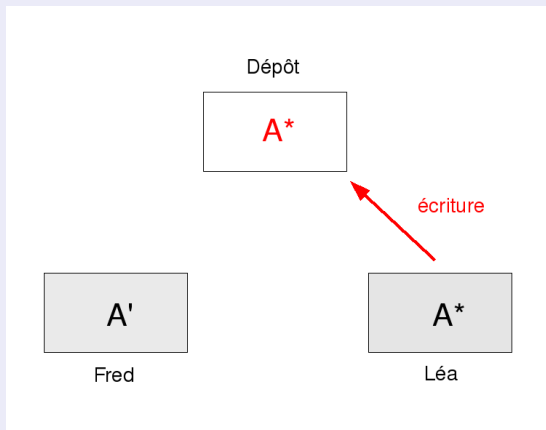 Dépôt
A*
écriture
A'
A*
Fred
Léa